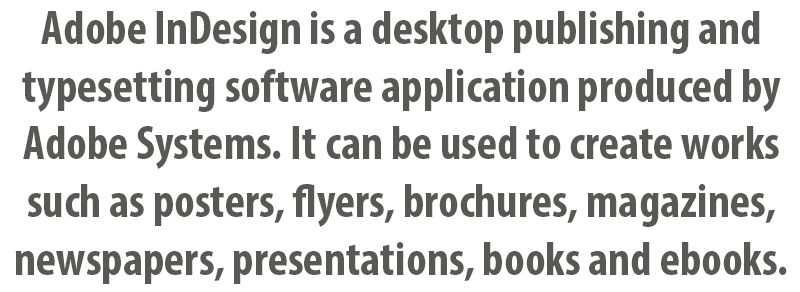 Adobe InDesign is a desktop publishing and
typesetting software application produced by
Adobe Systems. It can be used to create works
such as posters, flyers, brochures, magazines,
newspapers, presentations, books and ebooks.